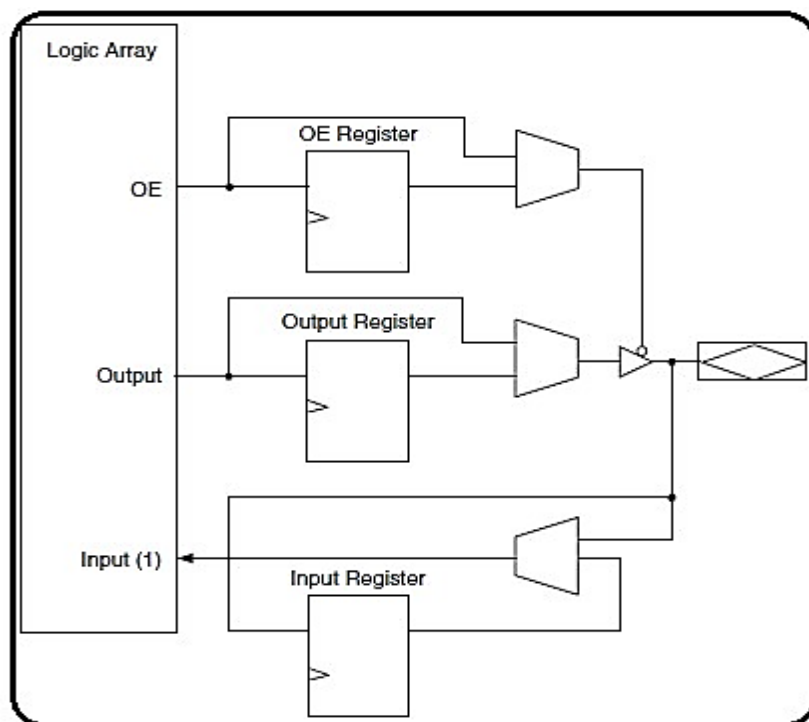 Logic Array
OE Register
OE
Output Register
Output
Input (1)
Input Register